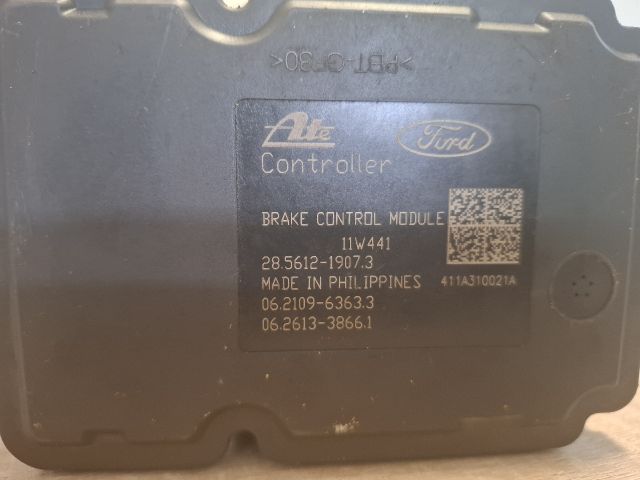 >PBT-GF30<
Ate
Ford
Controller
BRAKE CONTROL MODULE
11W441
28.5612-1907.3
MADE IN PHILIPPINES
411A310021A
06.2109-6363.3
06.2613-3866.1